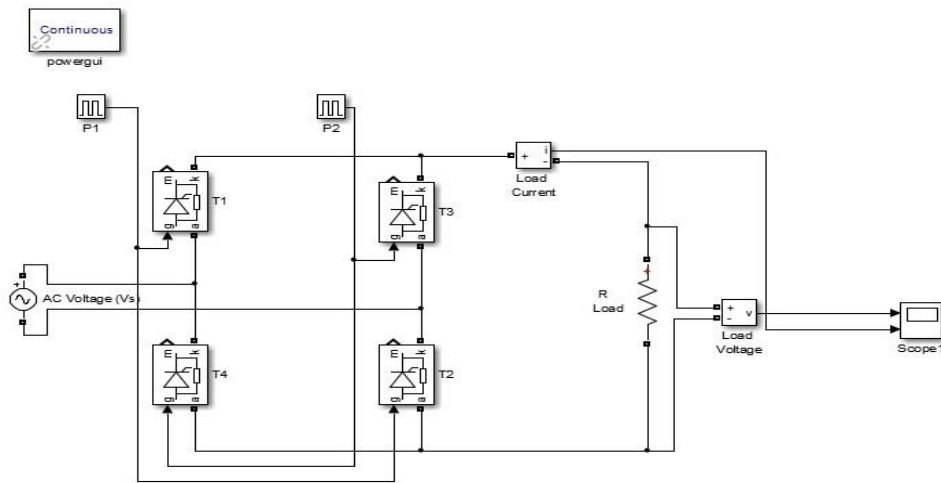 Continuous
powergui
P1
P2
m
k
g
a
T1
m
k
g
a
T3
+
i
-
Load
Current
+
AC Voltage (Vs)
+
R
Load
+
-
v
Load
Voltage
Scope1
m
k
g
a
T4
m
k
g
a
T2